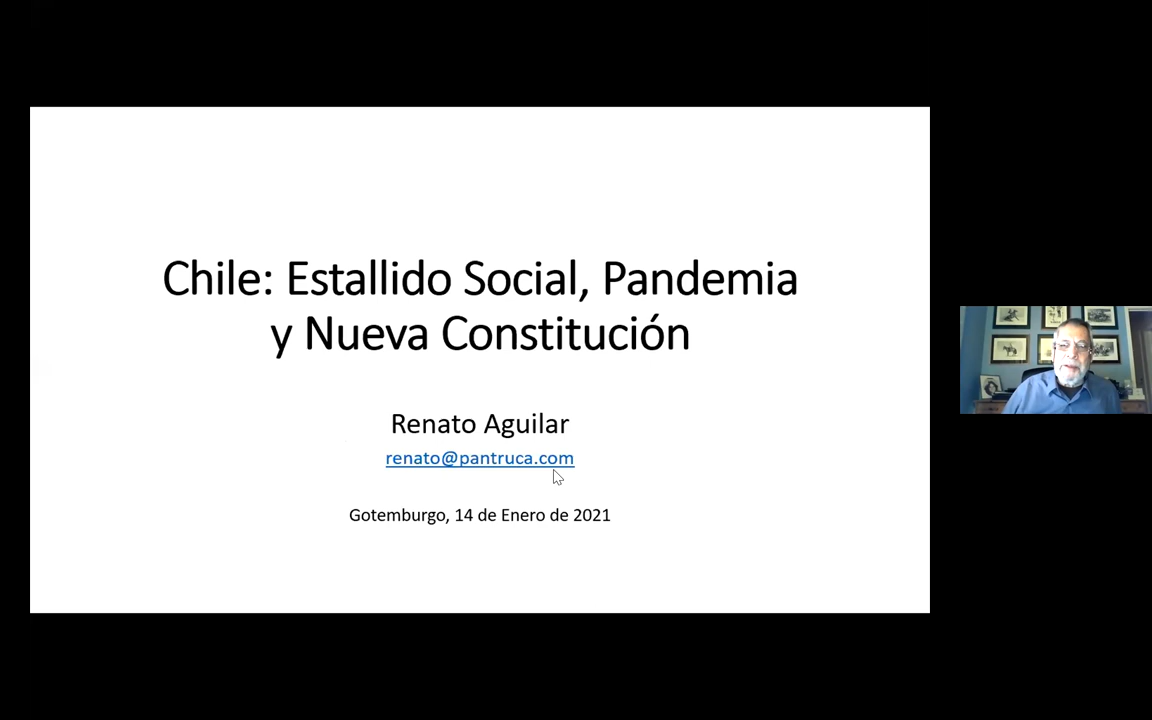 Chile: Estallido Social, Pandemia
y Nueva Constitución
Renato Aguilar
renato@pantruca.com
Gotemburgo, 14 de Enero de 2021